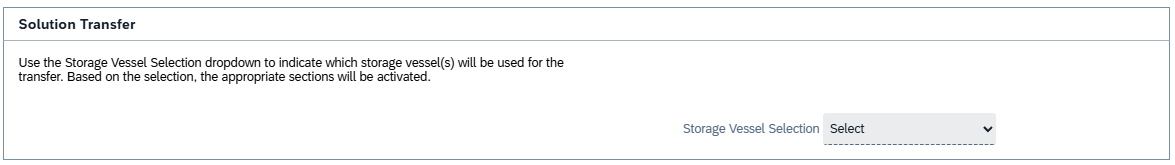 Solution Transfer
Use the Storage Vessel Selection dropdown to indicate which storage vessel(s) will be used for the
transfer. Based on the selection, the appropriate sections will be activated.
Storage Vessel Selection Select